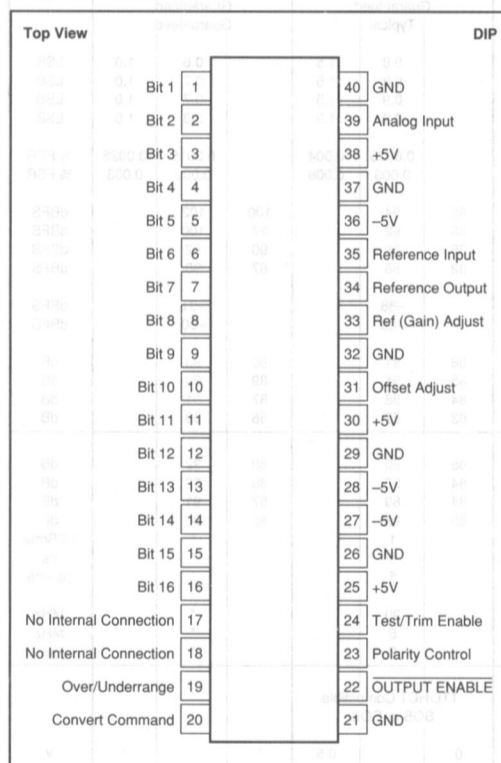 Top View DIP
Bit 1 1 40 GND
Bit 2 2 39 Analog Input
Bit 3 3 38 +5V
Bit 4 4 37 GND
Bit 5 5 36 –5V
Bit 6 6 35 Reference Input
Bit 7 7 34 Reference Output
Bit 8 8 33 Ref (Gain) Adjust
Bit 9 9 32 GND
Bit 10 10 31 Offset Adjust
Bit 11 11 30 +5V
Bit 12 12 29 GND
Bit 13 13 28 –5V
Bit 14 14 27 –5V
Bit 15 15 26 GND
Bit 16 16 25 +5V
No Internal Connection 17 24 Test/Trim Enable
No Internal Connection 18 23 Polarity Control
Over/Underrange 19 22 OUTPUT ENABLE
Convert Command 20 21 GND